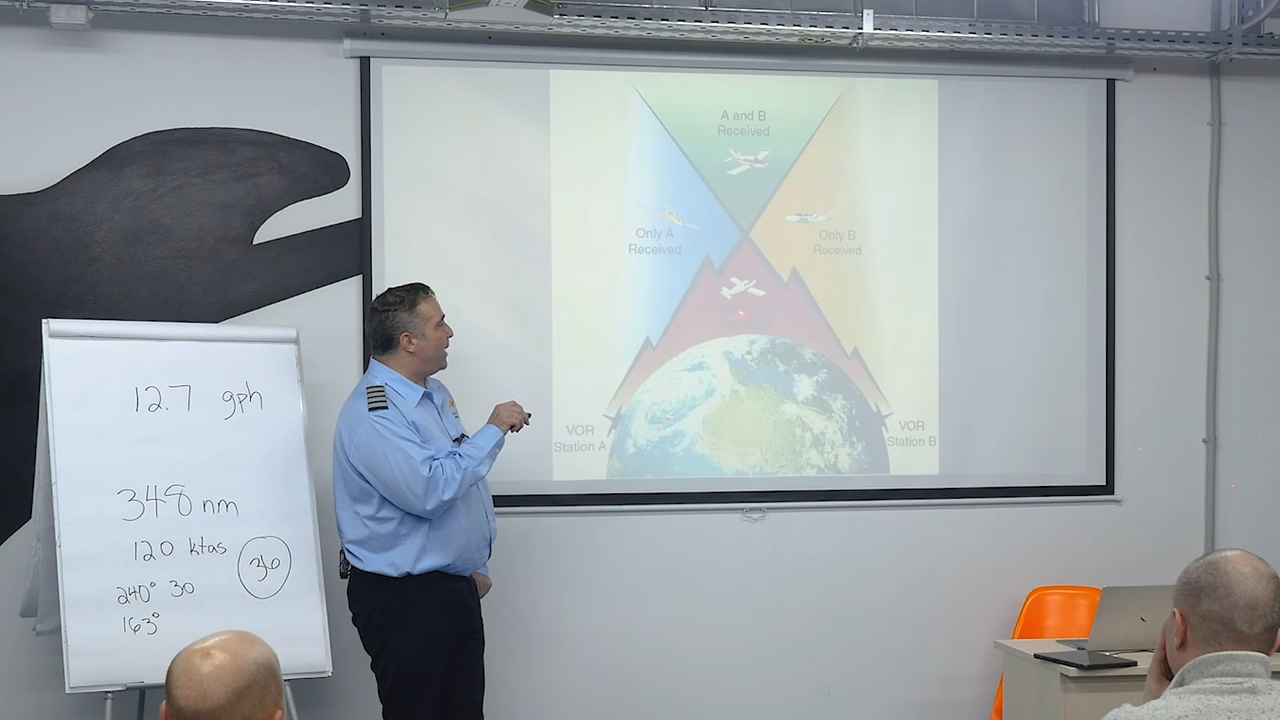 12.7 gph
348 nm
120 ktas
36
240° 30
163°
A and B
Received
Only A
Received
Only B
Received
VOR
Station A
VOR
Station B